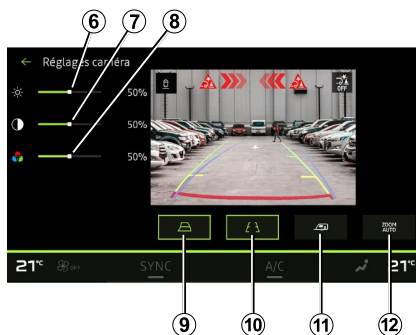 6 7 8
← Réglages caméra
OFF
50%
50%
50%
ZOOM
AUTO
21°C OFF SYNC A/C 21°C
9 10 11 12